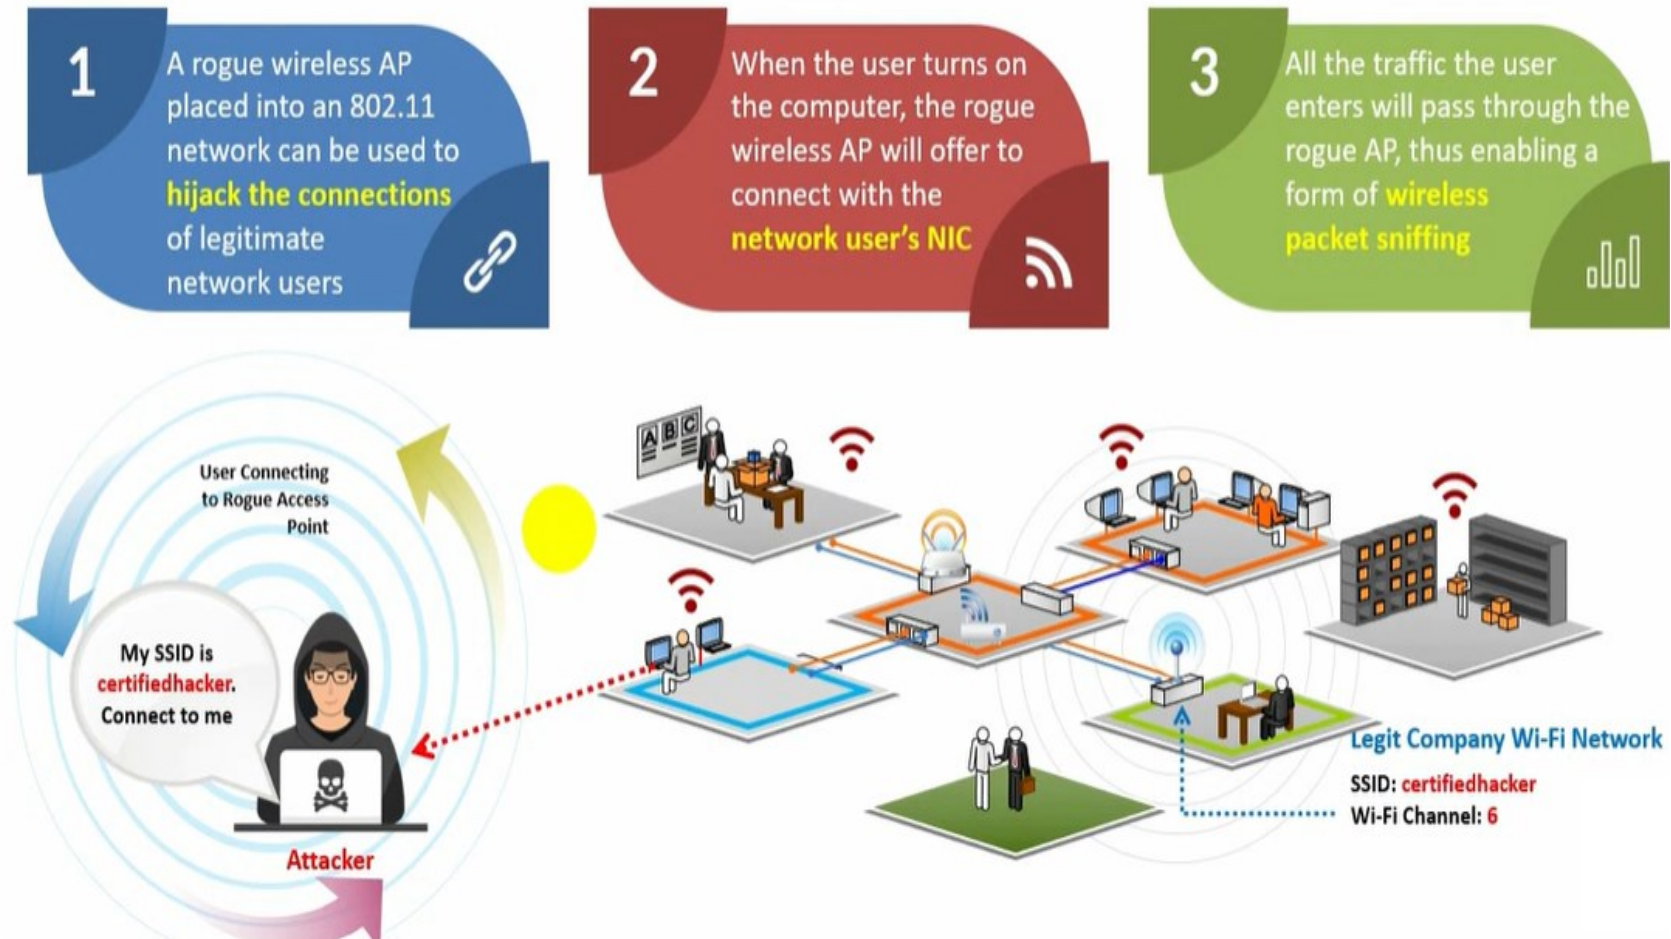 1
A rogue wireless AP
placed into an 802.11
network can be used to
hijack the connections
of legitimate
network users
2
When the user turns on
the computer, the rogue
wireless AP will offer to
connect with the
network user's NIC
3
All the traffic the user
enters will pass through the
rogue AP, thus enabling a
form of wireless
packet sniffing
User Connecting
to Rogue Access
Point
My SSID is
certifiedhacker.
Connect to me
Attacker
A B C
Legit Company Wi-Fi Network
SSID: certifiedhacker
Wi-Fi Channel: 6